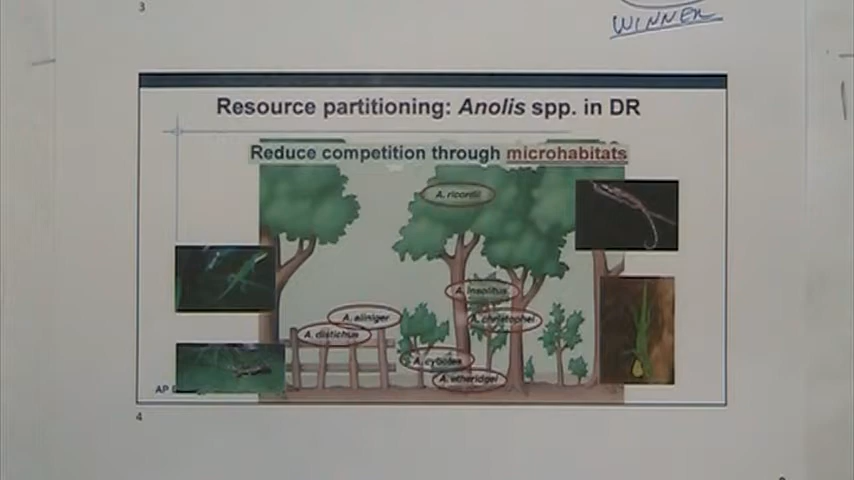 3
WINNER
Resource partitioning: Anolis spp. in DR
Reduce competition through microhabitats
A. ricordii
A. insolitus
A. aliniger
A. christophei
A. distichus
A. cybotes
A. etheridgei
AP
4